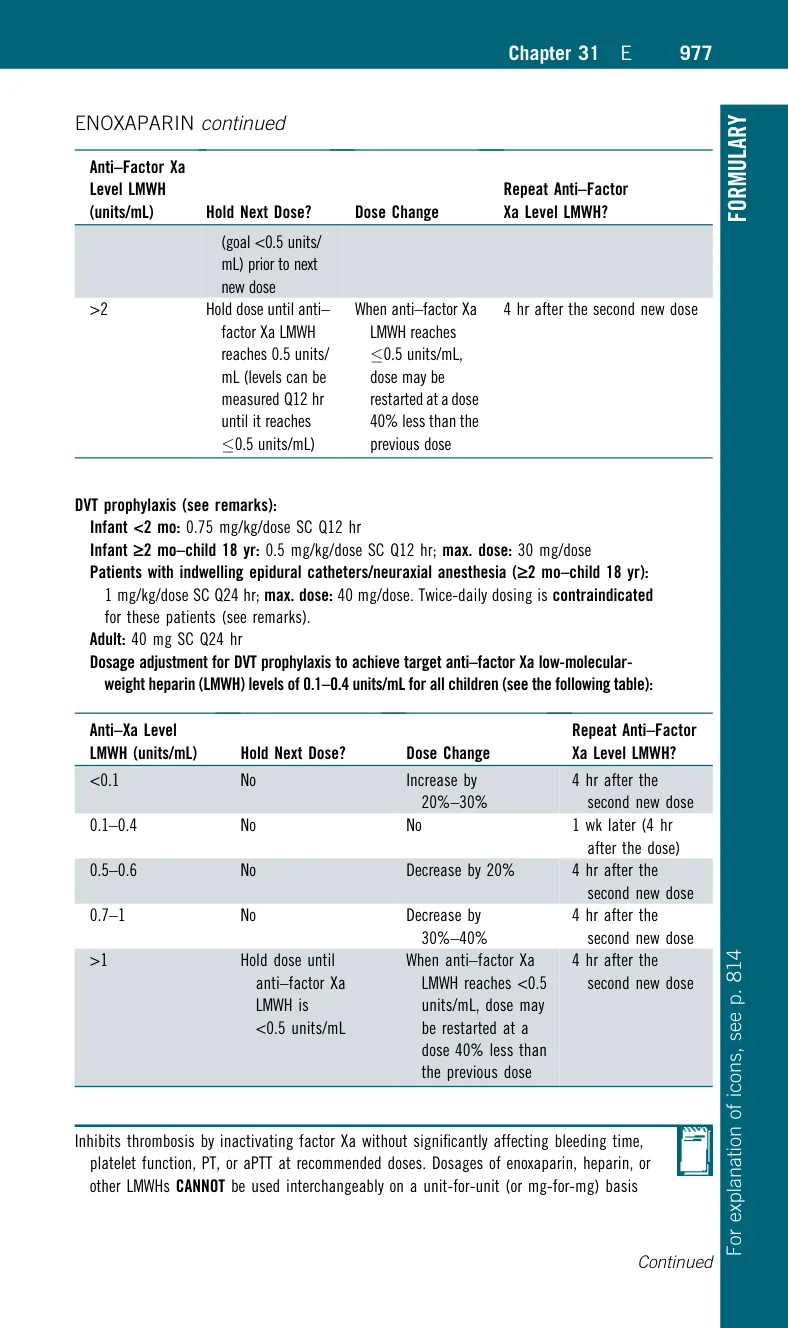 Chapter 31 E 977
ENOXAPARIN continued
Anti–Factor Xa
Level LMWH
(units/mL)
Hold Next Dose?
Dose Change
Repeat Anti–Factor
Xa Level LMWH?
(goal <0.5 units/
mL) prior to next
new dose
>2
Hold dose until anti–
factor Xa LMWH
reaches 0.5 units/
mL (levels can be
measured Q12 hr
until it reaches
≤0.5 units/mL)
When anti–factor Xa
LMWH reaches
≤0.5 units/mL,
dose may be
restarted at a dose
40% less than the
previous dose
4 hr after the second new dose
DVT prophylaxis (see remarks):
Infant <2 mo: 0.75 mg/kg/dose SC Q12 hr
Infant ≥2 mo–child 18 yr: 0.5 mg/kg/dose SC Q12 hr; max. dose: 30 mg/dose
Patients with indwelling epidural catheters/neuraxial anesthesia (≥2 mo–child 18 yr):
1 mg/kg/dose SC Q24 hr; max. dose: 40 mg/dose. Twice-daily dosing is contraindicated
for these patients (see remarks).
Adult: 40 mg SC Q24 hr
Dosage adjustment for DVT prophylaxis to achieve target anti–factor Xa low-molecular-
weight heparin (LMWH) levels of 0.1–0.4 units/mL for all children (see the following table):
Anti–Xa Level
LMWH (units/mL)
Hold Next Dose?
Dose Change
Repeat Anti–Factor
Xa Level LMWH?
<0.1
No
Increase by
20%–30%
4 hr after the
second new dose
0.1–0.4
No
No
1 wk later (4 hr
after the dose)
0.5–0.6
No
Decrease by 20%
4 hr after the
second new dose
0.7–1
No
Decrease by
30%–40%
4 hr after the
second new dose
>1
Hold dose until
anti–factor Xa
LMWH is
<0.5 units/mL
When anti–factor Xa
LMWH reaches <0.5
units/mL, dose may
be restarted at a
dose 40% less than
the previous dose
4 hr after the
second new dose
Inhibits thrombosis by inactivating factor Xa without significantly affecting bleeding time,
platelet function, PT, or aPTT at recommended doses. Dosages of enoxaparin, heparin, or
other LMWHs CANNOT be used interchangeably on a unit-for-unit (or mg-for-mg) basis
Continued
FORMULARY
For explanation of icons, see p. 814